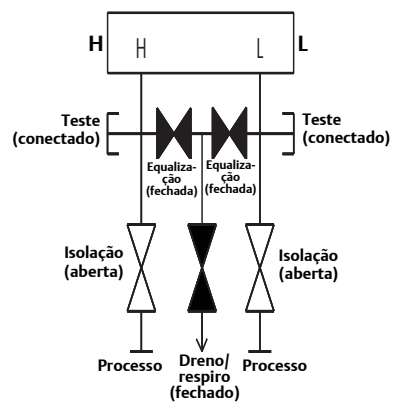 H H L L
Teste
(conectado)
Teste
(conectado)
Equaliza-
ção
(fechada)
Equaliza-
ção
(fechada)
Isolação
(aberta)
Isolação
(aberta)
Processo
Dreno/
respiro
(fechado)
Processo